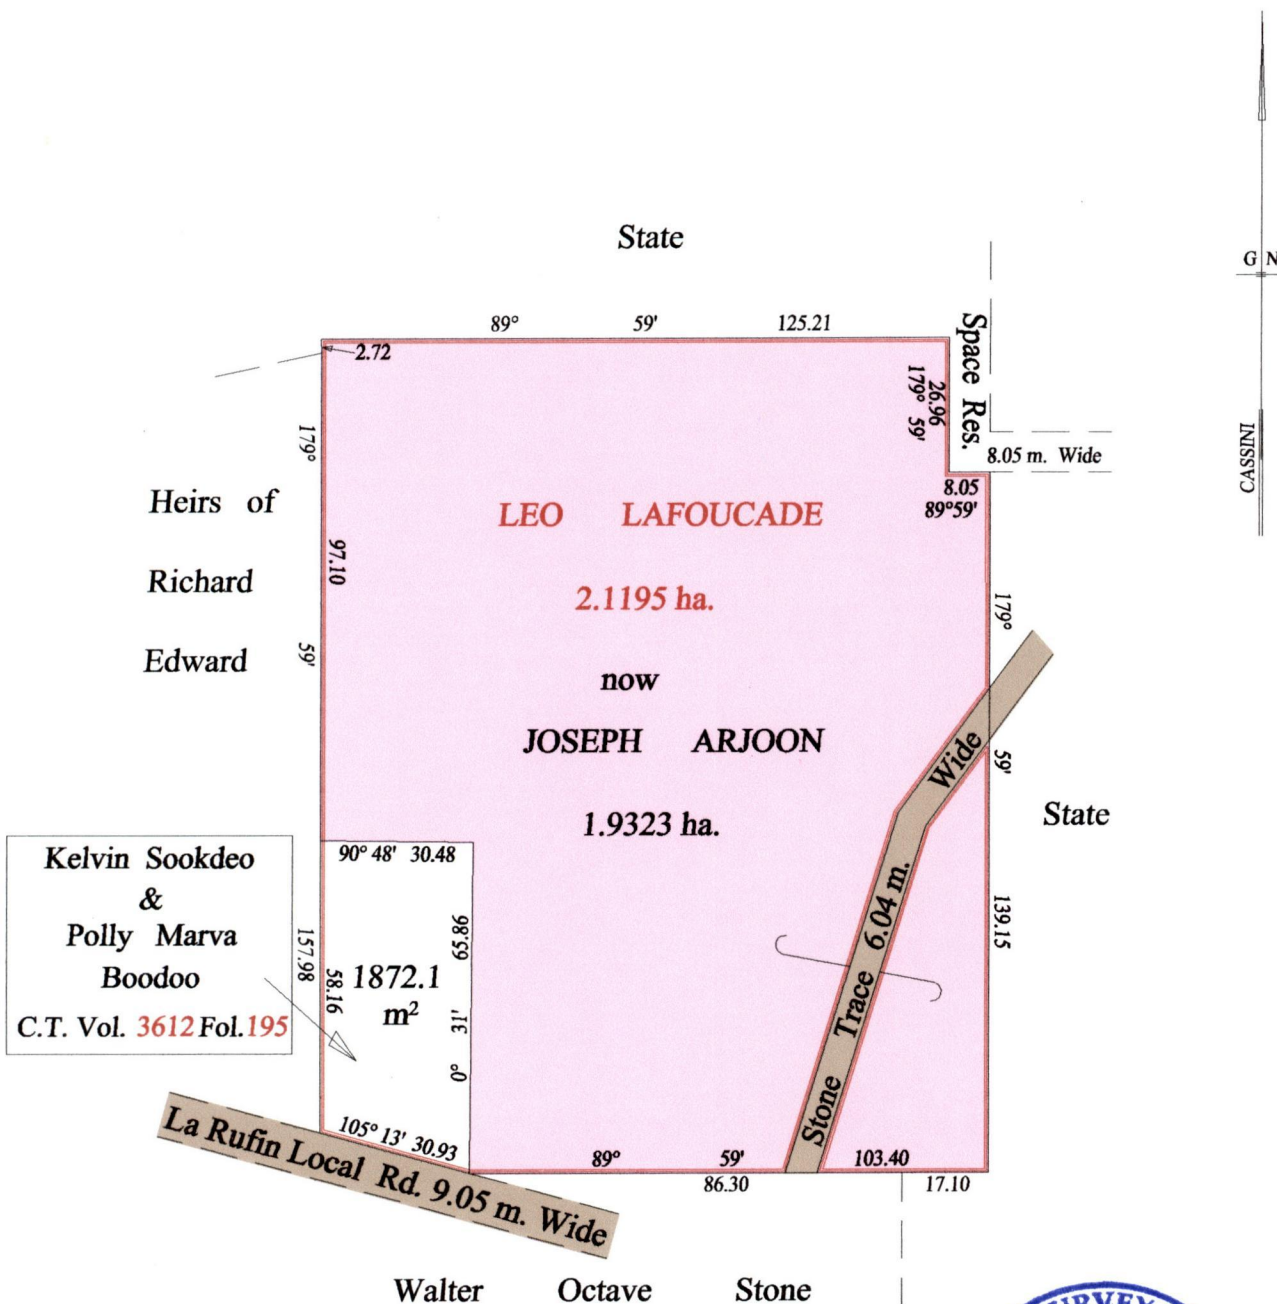 State
G N
CASSINI
89° 59' 125.21
2.72
Space Res.
26.96
179° 59'
8.05 m. Wide
8.05
89°59'
179°
59'
97.10
157.98
Heirs of
Richard
Edward
LEO LAFOUCADE
2.1195 ha.
now
JOSEPH ARJOON
1.9323 ha.
179°
59'
139.15
State
Kelvin Sookdeo
&
Polly Marva
Boodoo
C.T. Vol. 3612 Fol.195
90° 48' 30.48
0° 31' 65.86
58.16
1872.1
m²
105° 13' 30.93
La Rufin Local Rd. 9.05 m. Wide
Stone Trace 6.04 m. Wide
89° 59' 103.40
86.30
17.10
Walter Octave Stone
SURVEY